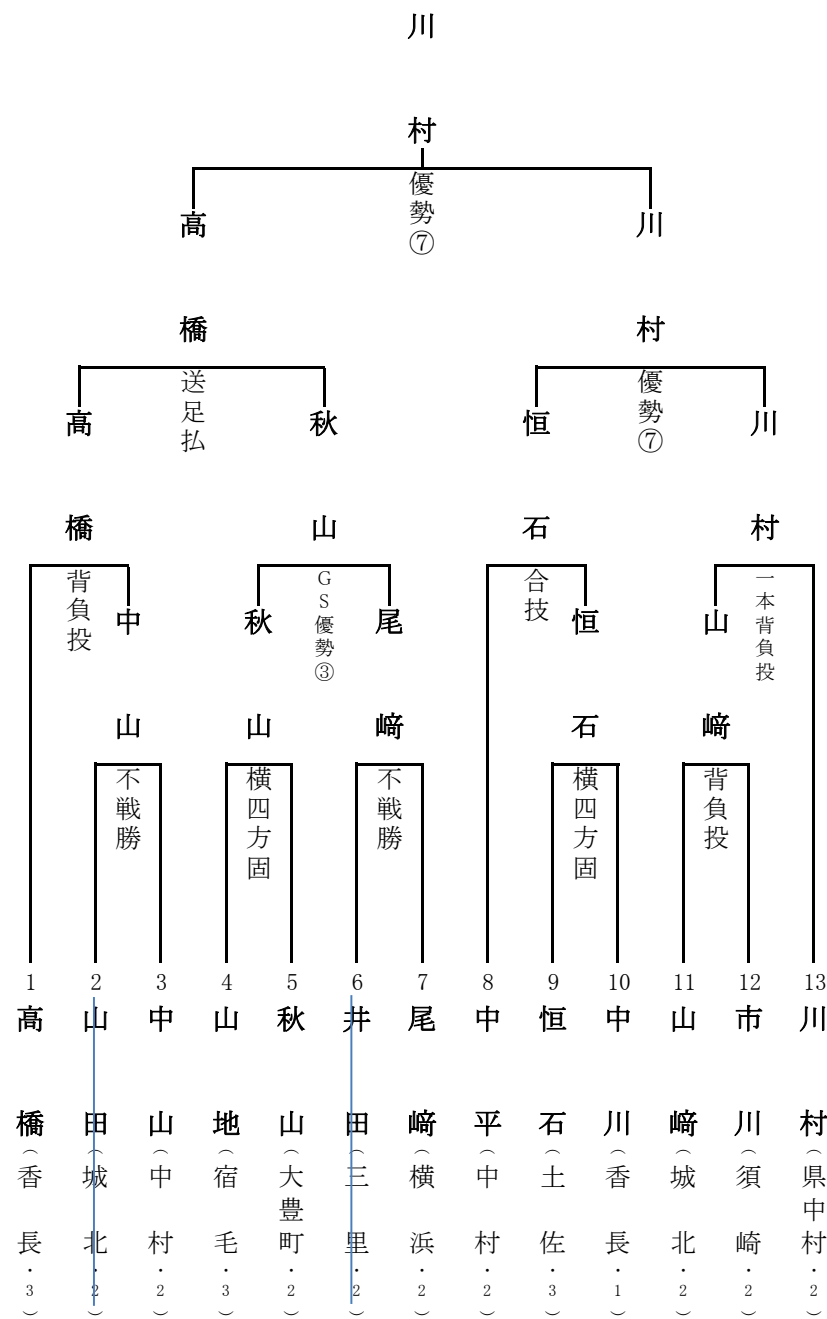 川村
優勢⑦
高橋
川村
送足払
優勢⑦
高橋
秋山
恒石
川村
背負投
GS優勢③
合技
一本背負投
中山
秋山
尾﨑
恒石
山﨑
不戦勝
横四方固
不戦勝
横四方固
背負投
1 高橋（香長・3）
2 山田（城北・2）
3 中山（中村・2）
4 山地（宿毛・3）
5 秋山（大豊町・2）
6 井田（三里・2）
7 尾﨑（横浜・2）
8 中平（中村・2）
9 恒石（土佐・3）
10 中川（香長・1）
11 山﨑（城北・2）
12 市川（須崎・2）
13 川村（県中村・2）